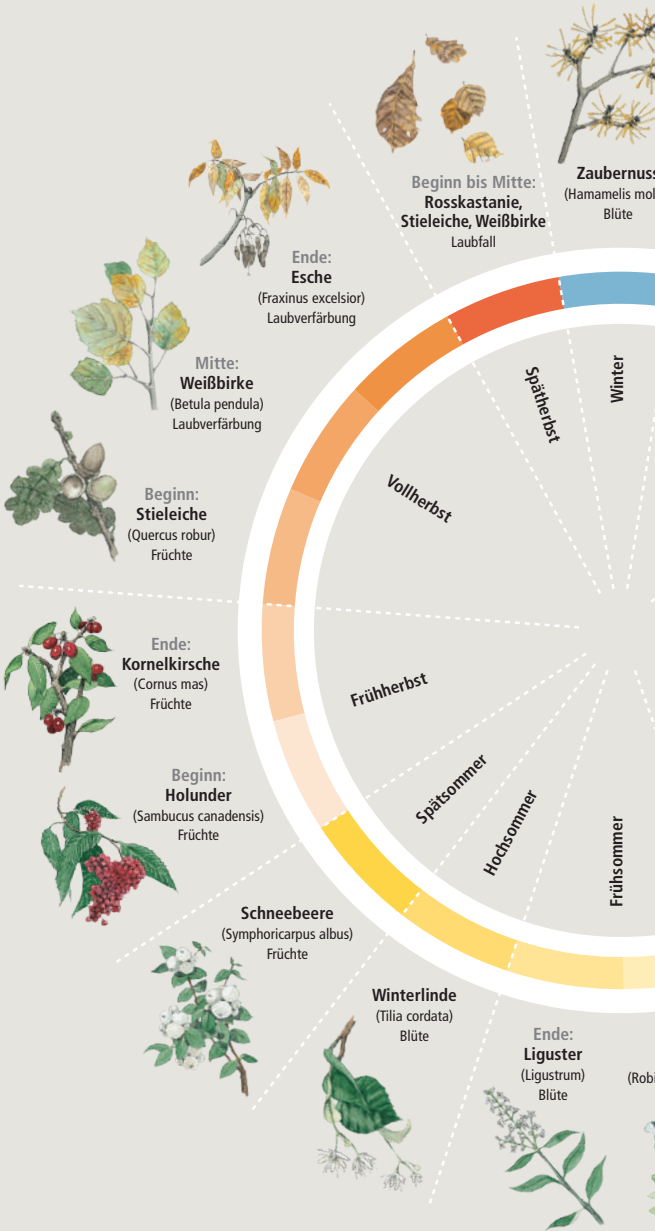 Zaubernuss
(Hamamelis mol
Blüte
Beginn bis Mitte:
Rosskastanie,
Stieleiche, Weißbirke
Laubfall
Ende:
Esche
(Fraxinus excelsior)
Laubverfärbung
Mitte:
Weißbirke
(Betula pendula)
Laubverfärbung
Beginn:
Stieleiche
(Quercus robur)
Früchte
Ende:
Kornelkirsche
(Cornus mas)
Früchte
Beginn:
Holunder
(Sambucus canadensis)
Früchte
Schneebeere
(Symphoricarpus albus)
Früchte
Winterlinde
(Tilia cordata)
Blüte
Ende:
Liguster
(Ligustrum)
Blüte
(Robi
Winter
Spätherbst
Vollherbst
Frühherbst
Spätsommer
Hochsommer
Frühsommer